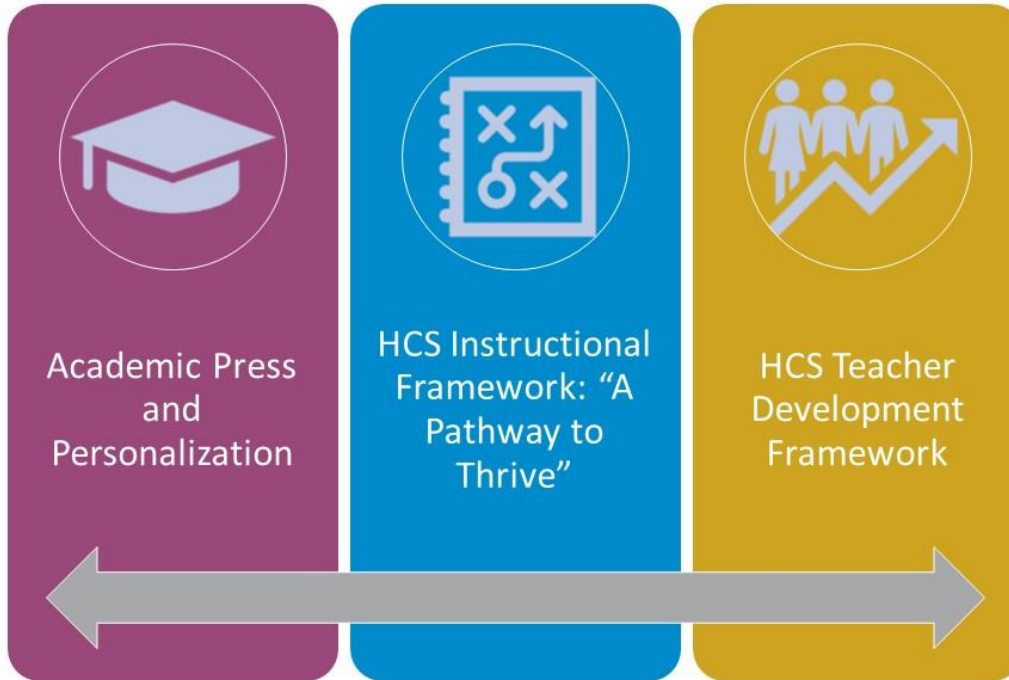 Academic Press
and
Personalization
HCS Instructional
Framework: “A
Pathway to
Thrive”
HCS Teacher
Development
Framework